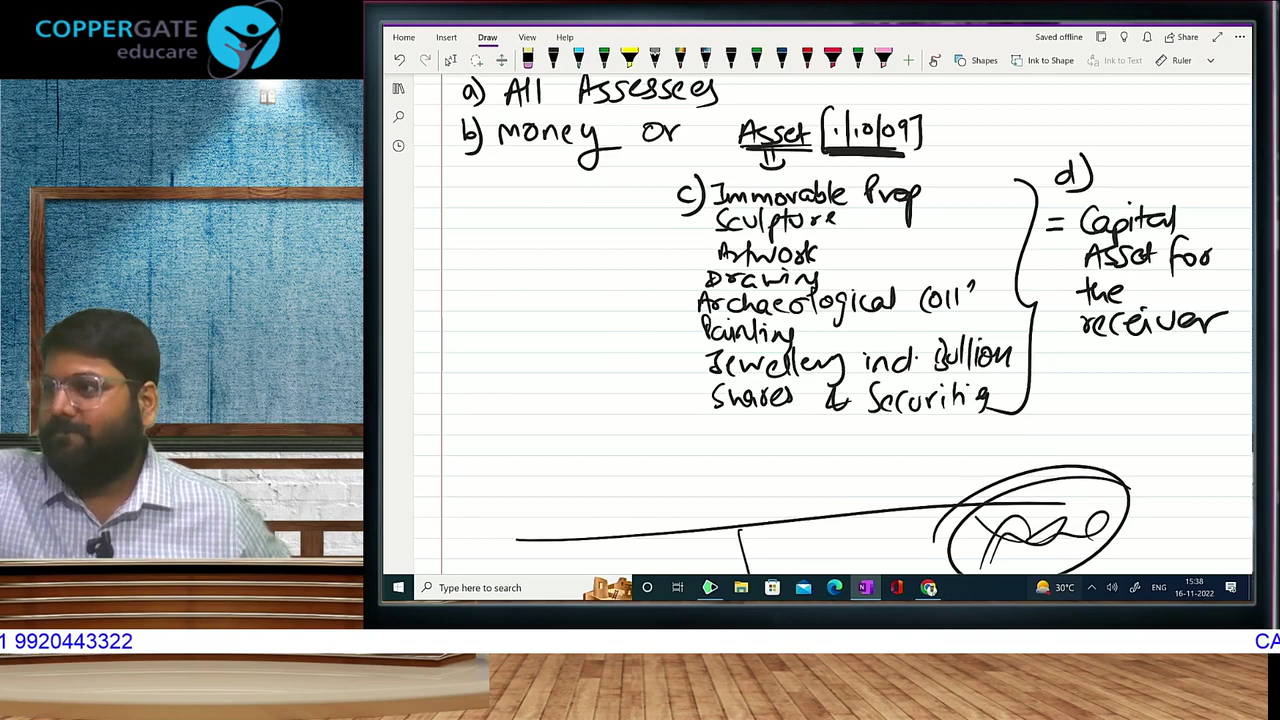 COPPERGATE
educare
Home Insert Draw View Help
Saved offline
Share
Shapes
Ink to Shape
Ink to Text
Ruler
a) All Assessees
b) money or Asset [1/10/09]
c) Immovable Prop
Sculpture
Artwork
Drawing
Archaeological Coll'
Painting
Jewellery incl. Bullion
Shares & Securities
d)
= Capital
Asset for
the
receiver
Type here to search
30°C
ENG
15:38
16-11-2022
1 9920443322
CA